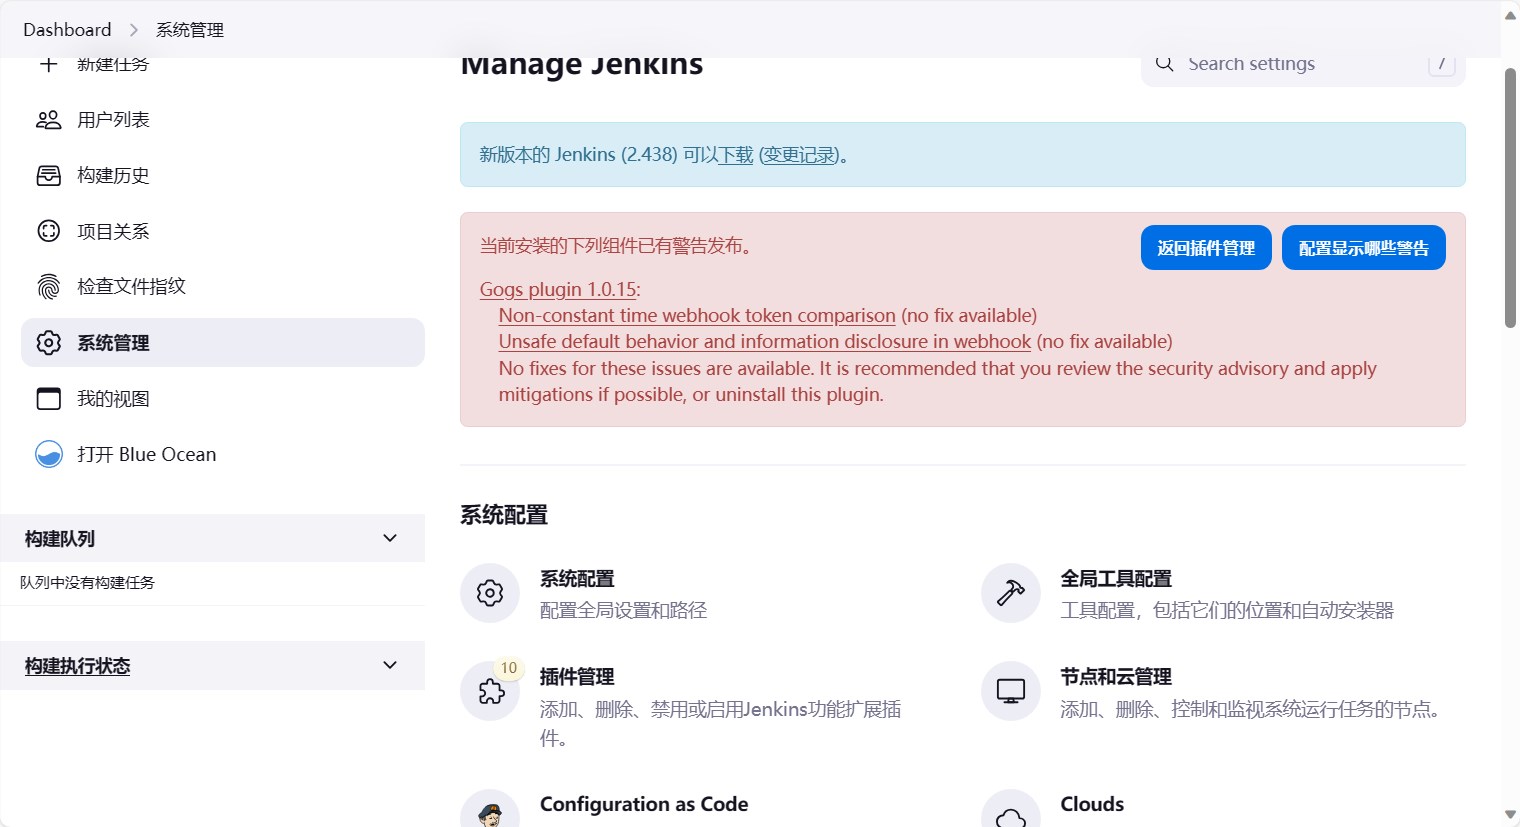 Dashboard
系统管理
新建任务
用户列表
构建历史
项目关系
检查文件指纹
系统管理
我的视图
打开 Blue Ocean
构建队列
队列中没有构建任务
构建执行状态
Manage Jenkins
Search settings
/
新版本的 Jenkins (2.438) 可以下载 (变更记录)。
当前安装的下列组件已有警告发布。
返回插件管理
配置显示哪些警告
Gogs plugin 1.0.15:
Non-constant time webhook token comparison (no fix available)
Unsafe default behavior and information disclosure in webhook (no fix available)
No fixes for these issues are available. It is recommended that you review the security advisory and apply
mitigations if possible, or uninstall this plugin.
系统配置
系统配置
配置全局设置和路径
全局工具配置
工具配置，包括它们的位置和自动安装器
10
插件管理
添加、删除、禁用或启用Jenkins功能扩展插
件。
节点和云管理
添加、删除、控制和监视系统运行任务的节点。
Configuration as Code
Clouds